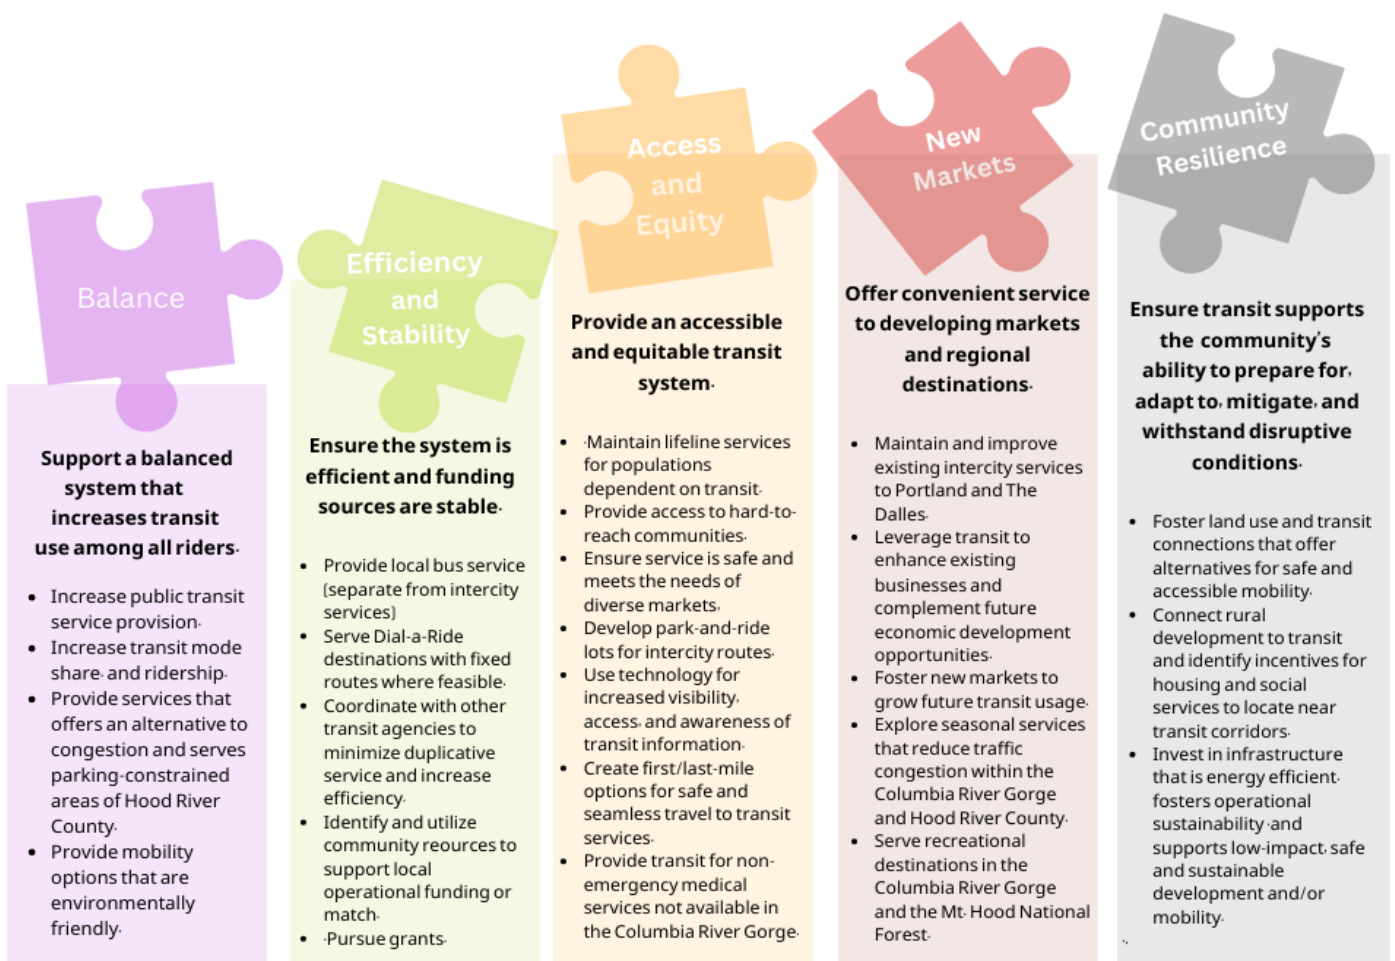 Balance
Support a balanced
system that
increases transit
use among all riders.
• Increase public transit
service provision.
• Increase transit mode
share. and ridership.
• Provide services that
offers an alternative to
congestion and serves
parking-constrained
areas of Hood River
County.
• Provide mobility
options that are
environmentally
friendly.
Efficiency
and
Stability
Ensure the system is
efficient and funding
sources are stable.
• Provide local bus service
(separate from intercity
services)
• Serve Dial-a-Ride
destinations with fixed
routes where feasible.
• Coordinate with other
transit agencies to
minimize duplicative
service and increase
efficiency.
• Identify and utilize
community reources to
support local
operational funding or
match.
• ·Pursue grants.
Access
and
Equity
Provide an accessible
and equitable transit
system.
• ·Maintain lifeline services
for populations
dependent on transit.
• Provide access to hard-to-
reach communities.
• Ensure service is safe and
meets the needs of
diverse markets.
• Develop park-and-ride
lots for intercity routes.
• Use technology for
increased visibility,
access, and awareness of
transit information.
• Create first/last-mile
options for safe and
seamless travel to transit
services.
• Provide transit for non-
emergency medical
services not available in
the Columbia River Gorge.
New
Markets
Offer convenient service
to developing markets
and regional
destinations.
• Maintain and improve
existing intercity services
to Portland and The
Dalles.
• Leverage transit to
enhance existing
businesses and
complement future
economic development
opportunities.
• Foster new markets to
grow future transit usage.
• Explore seasonal services
that reduce traffic
congestion within the
Columbia River Gorge
and Hood River County.
• Serve recreational
destinations in the
Columbia River Gorge
and the Mt. Hood National
Forest.
Community
Resilience
Ensure transit supports
the community's
ability to prepare for,
adapt to, mitigate, and
withstand disruptive
conditions.
• Foster land use and transit
connections that offer
alternatives for safe and
accessible mobility.
• Connect rural
development to transit
and identify incentives for
housing and social
services to locate near
transit corridors.
• Invest in infrastructure
that is energy efficient.
fosters operational
sustainability ·and
supports low-impact, safe
and sustainable
development and/or
mobility.